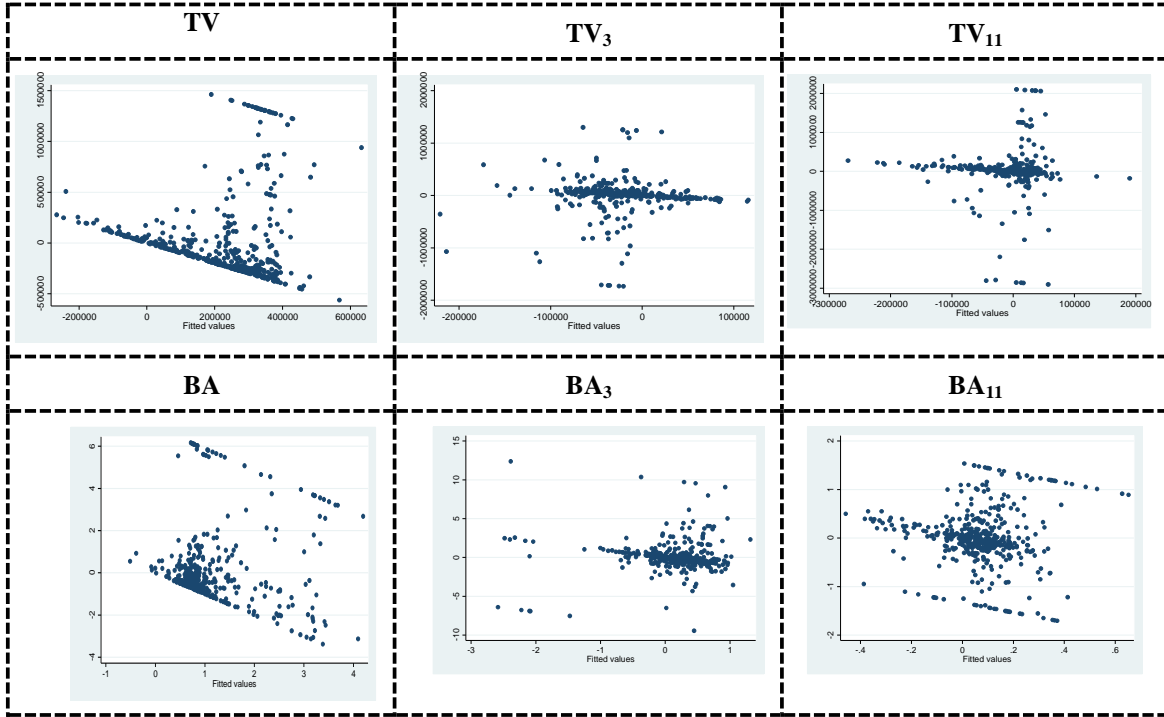 TV
TV₃
TV₁₁
1500000
1000000
500000
0
-500000
-200000 0 200000 400000 600000
Fitted values
2000000
1000000
0
-1000000
-2000000
-200000 -100000 0 100000
Fitted values
2000000
1000000
0
-1000000
-2000000
-3000000
-300000 -200000 -100000 0 100000 200000
Fitted values
BA
BA₃
BA₁₁
6
4
2
0
-2
-4
-1 0 1 2 3 4
Fitted values
15
10
5
0
-5
-10
-3 -2 -1 0 1
Fitted values
2
1
0
-1
-2
-.4 -.2 0 .2 .4 .6
Fitted values